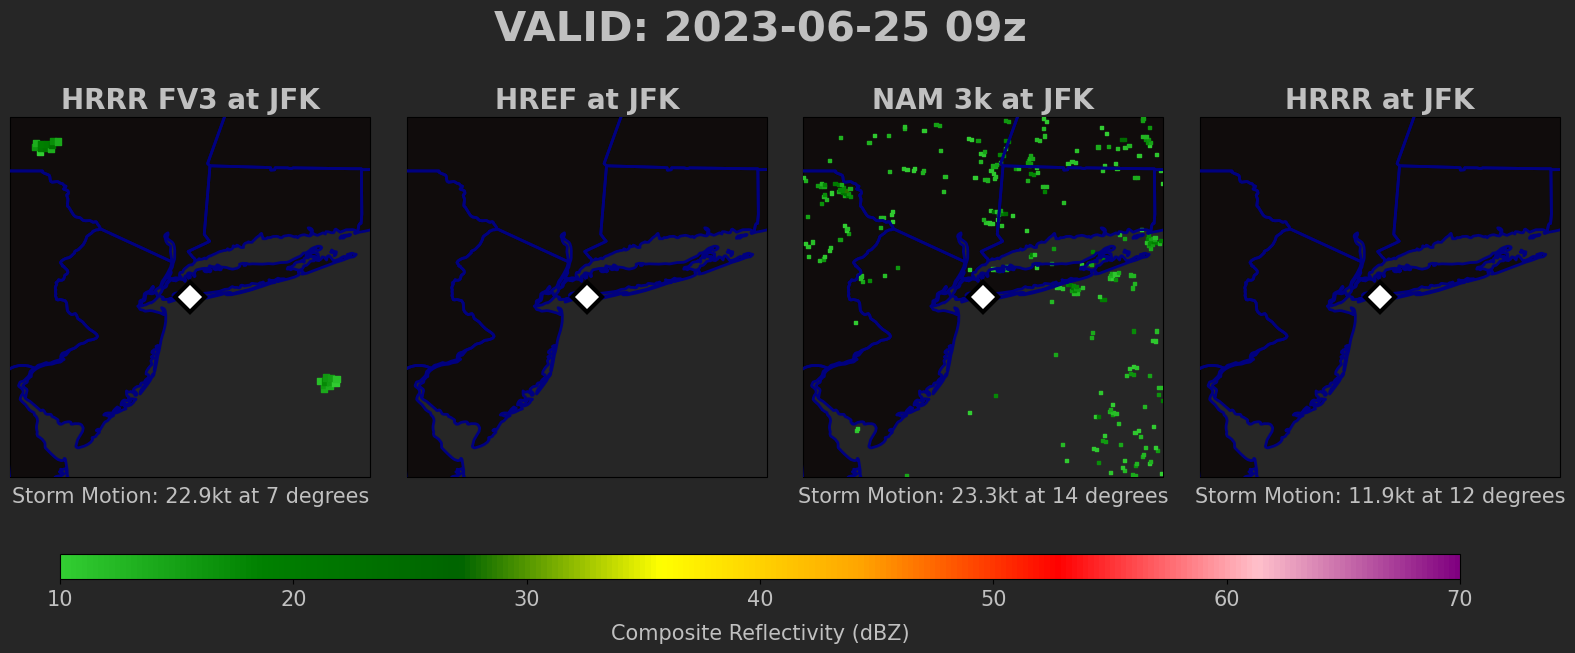 VALID: 2023-06-25 09z
HRRR FV3 at JFK
HREF at JFK
NAM 3k at JFK
HRRR at JFK
Storm Motion: 22.9kt at 7 degrees
Storm Motion: 23.3kt at 14 degrees
Storm Motion: 11.9kt at 12 degrees
10 20 30 40 50 60 70
Composite Reflectivity (dBZ)